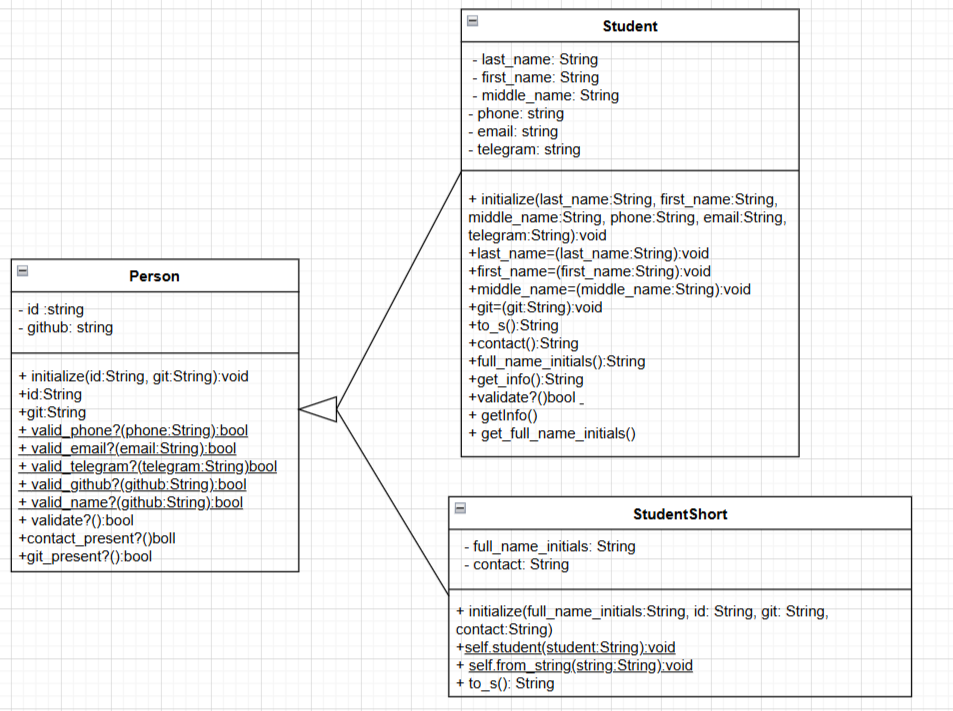 Student
- last_name: String
- first_name: String
- middle_name: String
- phone: string
- email: string
- telegram: string
+ initialize(last_name:String, first_name:String,
middle_name:String, phone:String, email:String,
telegram:String):void
+last_name=(last_name:String):void
+first_name=(first_name:String):void
+middle_name=(middle_name:String):void
+git=(git:String):void
+to_s():String
+contact():String
+full_name_initials():String
+get_info():String
+validate?()bool _
+ getInfo()
+ get_full_name_initials()
Person
- id :string
- github: string
+ initialize(id:String, git:String):void
+id:String
+git:String
+ valid_phone?(phone:String):bool
+ valid_email?(email:String):bool
+ valid_telegram?(telegram:String)bool
+ valid_github?(github:String):bool
+ valid_name?(github:String):bool
+ validate?():bool
+contact_present?()boll
+git_present?():bool
StudentShort
- full_name_initials: String
- contact: String
+ initialize(full_name_initials:String, id: String, git: String,
contact:String)
+self.student(student:String):void
+ self.from_string(string:String):void
+ to_s(): String